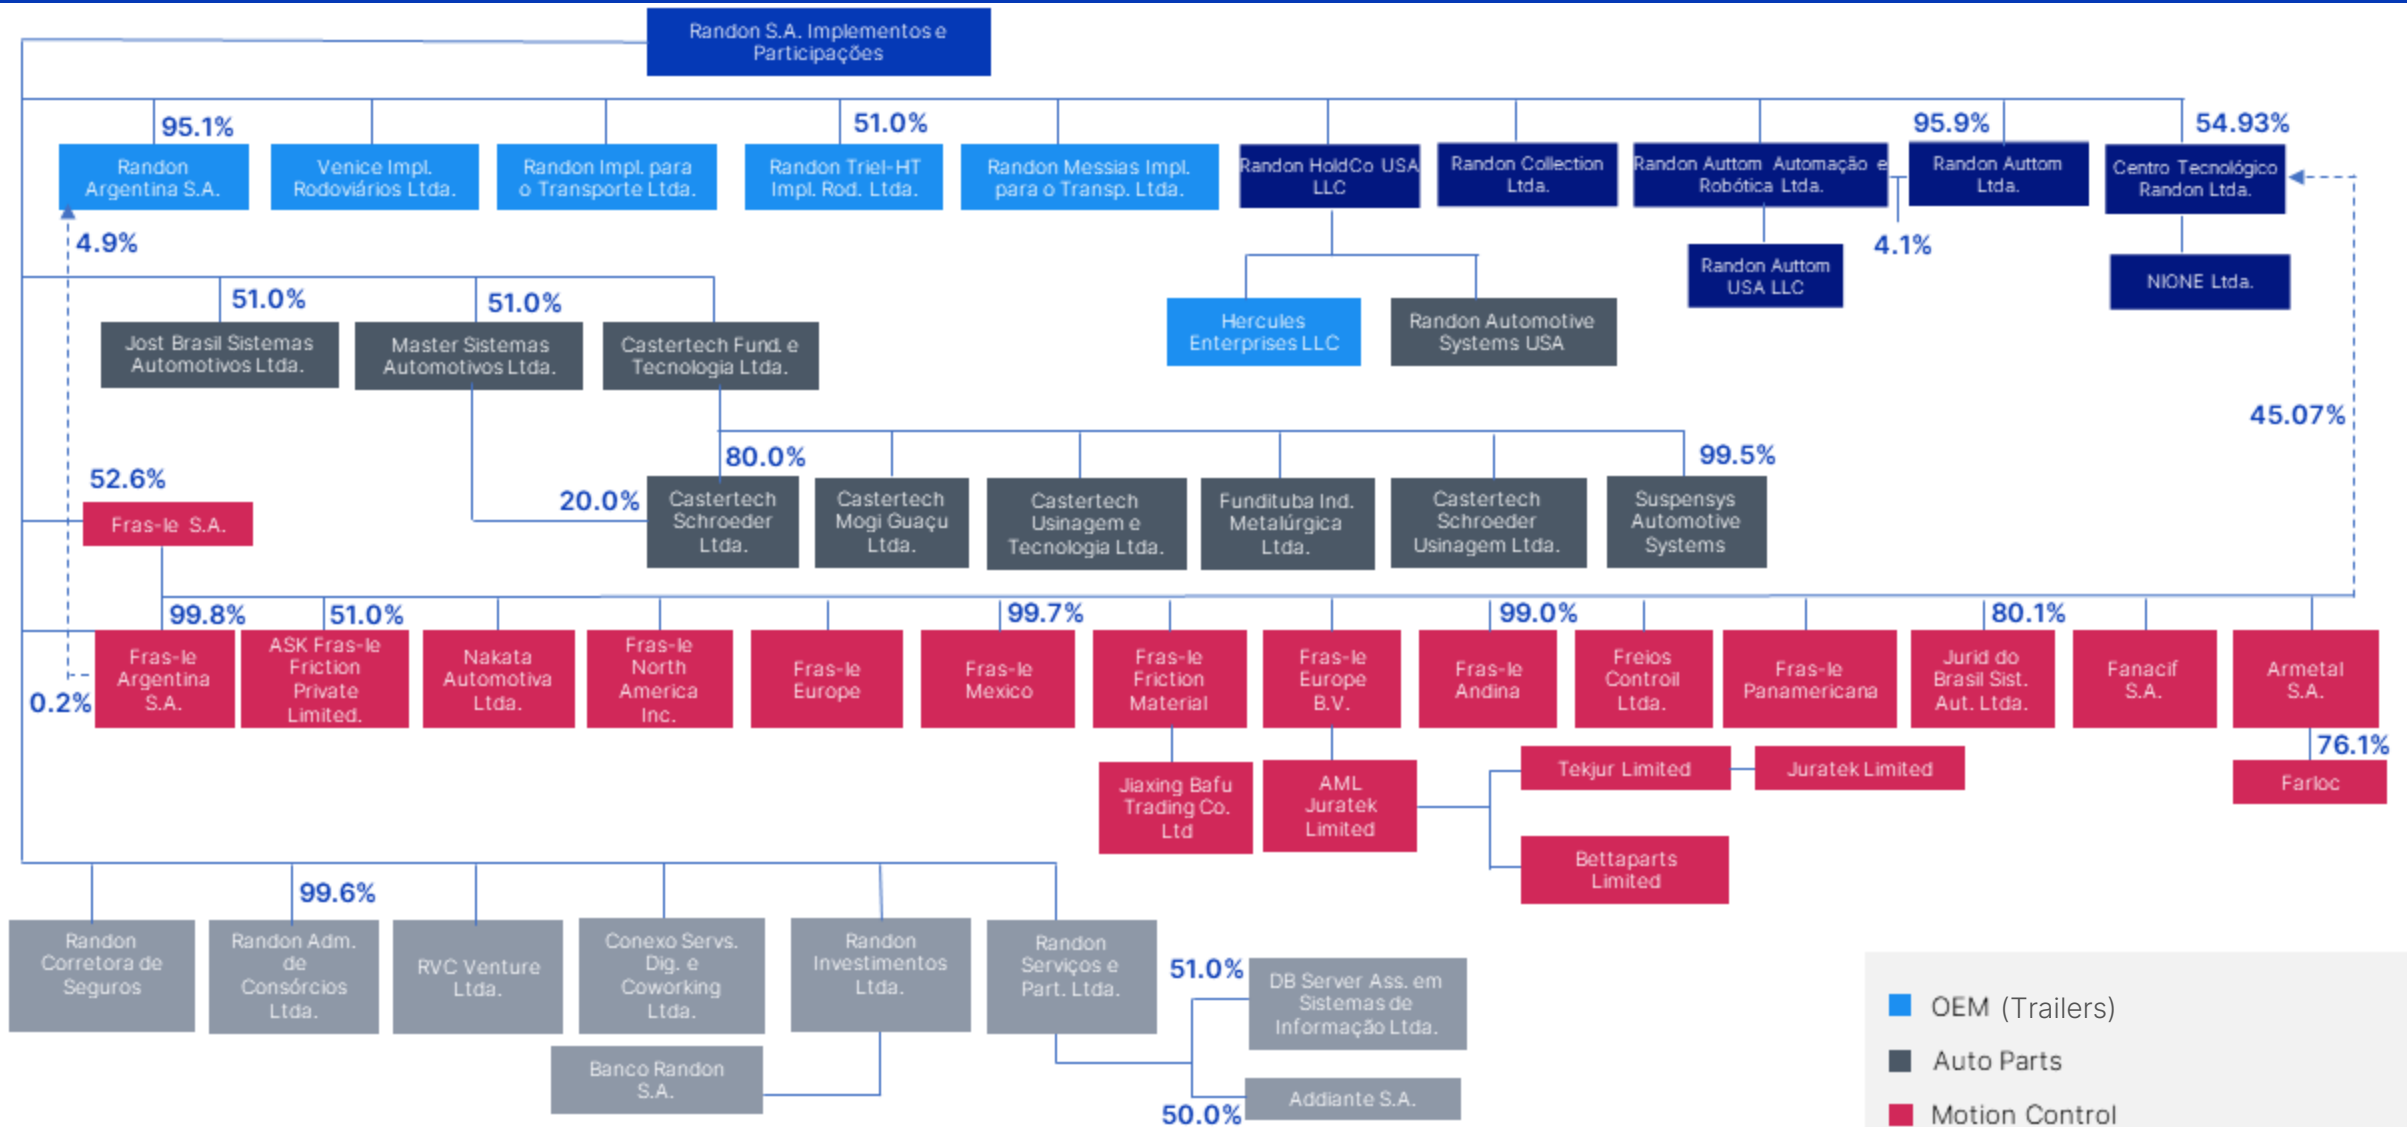 Randon S.A. Implementos e
Participações
95.1%
51.0%
95.9%
54.93%
Randon
Argentina S.A.
Venice Impl.
Rodoviários Ltda.
Randon Impl. para
o Transporte Ltda.
Randon Triel-HT
Impl. Rod. Ltda.
Randon Messias Impl.
para o Transp. Ltda.
Randon HoldCo USA
LLC
Randon Collection
Ltda.
Randon Auttom Automação e
Robótica Ltda.
Randon Auttom
Ltda.
Centro Tecnológico
Randon Ltda.
4.9%
4.1%
Randon Auttom
USA LLC
NIONE Ltda.
51.0%
51.0%
Jost Brasil Sistemas
Automotivos Ltda.
Master Sistemas
Automotivos Ltda.
Castertech Fund. e
Tecnologia Ltda.
Hercules
Enterprises LLC
Randon Automotive
Systems USA
45.07%
80.0%
99.5%
20.0%
Castertech
Schroeder
Ltda.
Castertech
Mogi Guaçu
Ltda.
Castertech
Usinagem e
Tecnologia Ltda.
Fundituba Ind.
Metalúrgica
Ltda.
Castertech
Schroeder
Usinagem Ltda.
Suspensys
Automotive
Systems
52.6%
Fras-le S.A.
99.8%
51.0%
99.7%
99.0%
80.1%
0.2%
Fras-le
Argentina
S.A.
ASK Fras-le
Friction
Private
Limited.
Nakata
Automotiva
Ltda.
Fras-le
North
America
Inc.
Fras-le
Europe
Fras-le
Mexico
Fras-le
Friction
Material
Fras-le
Europe
B.V.
Fras-le
Andina
Freios
Controil
Ltda.
Fras-le
Panamericana
Jurid do
Brasil Sist.
Aut. Ltda.
Fanacif
S.A.
Armetal
S.A.
76.1%
Jiaxing Bafu
Trading Co.
Ltd
AML
Juratek
Limited
Tekjur Limited
Juratek Limited
Farloc
Bettaparts
Limited
99.6%
Randon
Corretora de
Seguros
Randon Adm.
de
Consórcios
Ltda.
RVC Venture
Ltda.
Conexo Servs.
Dig. e
Coworking
Ltda.
Randon
Investimentos
Ltda.
Randon
Serviços e
Part. Ltda.
51.0%
DB Server Ass. em
Sistemas de
Informação Ltda.
Banco Randon
S.A.
50.0%
Addiante S.A.
OEM (Trailers)
Auto Parts
Motion Control